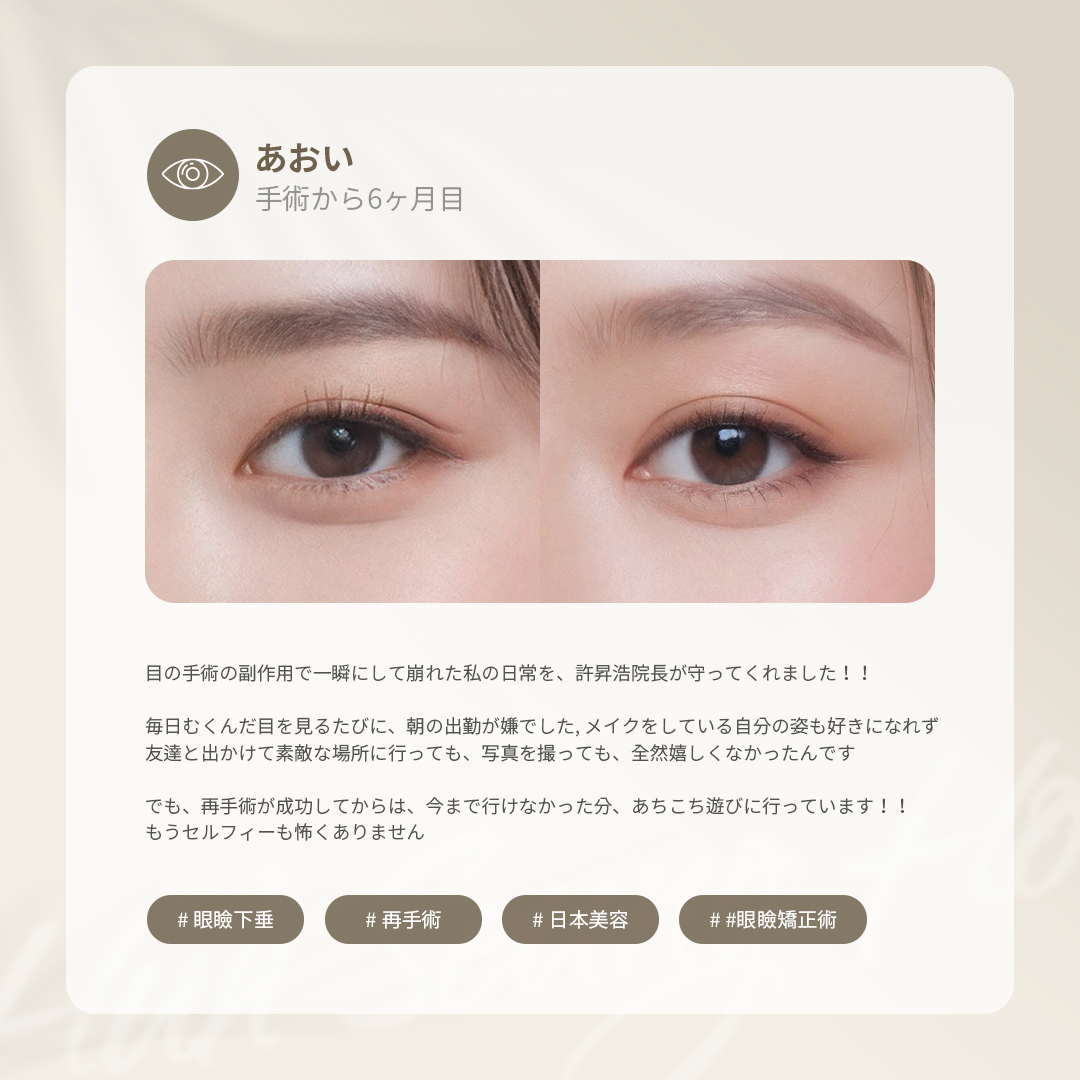 あおい
手術から6ヶ月目
目の手術の副作用で一瞬にして崩れた私の日常を、許昇浩院長が守ってくれました！！
毎日むくんだ目を見るたびに、朝の出勤が嫌でした, メイクをしている自分の姿も好きになれず
友達と出かけて素敵な場所に行っても、写真を撮っても、全然嬉しくなかったんです
でも、再手術が成功してからは、今まで行けなかった分、あちこち遊びに行っています！！
もうセルフィーも怖くありません
# 眼瞼下垂
# 再手術
# 日本美容
# #眼瞼矯正術